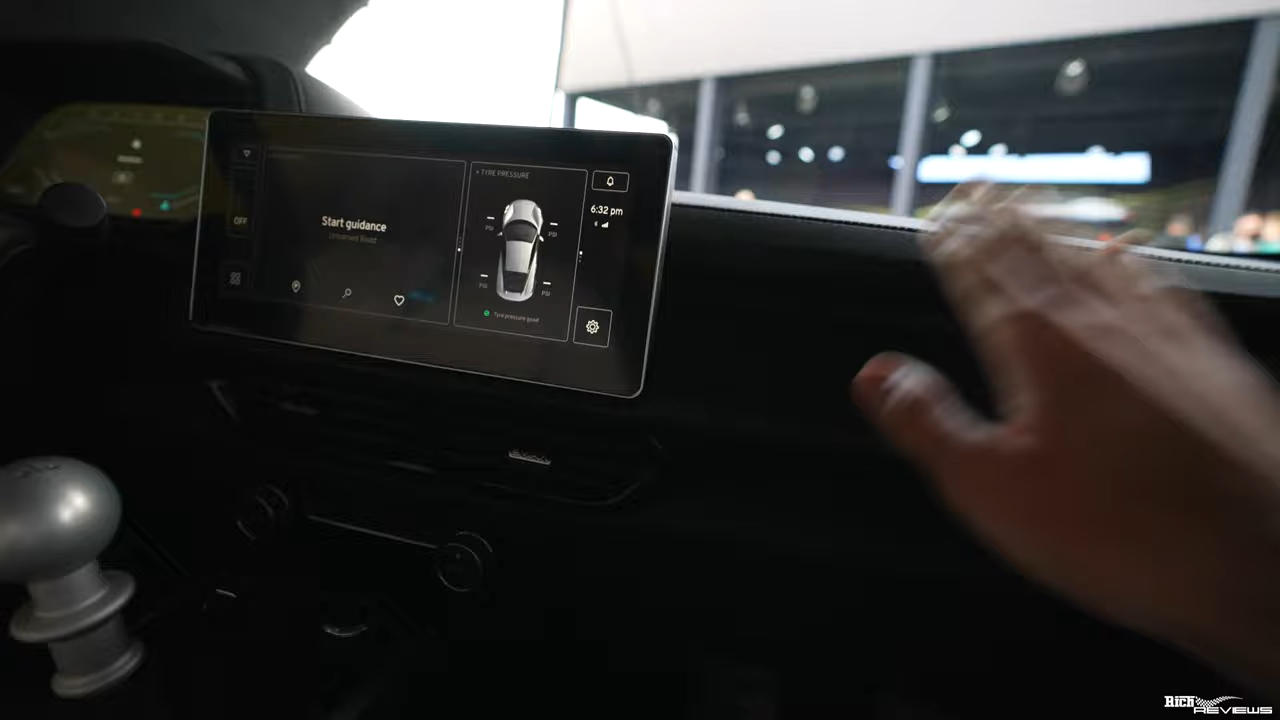 Start guidance
OFF
TYRE PRESSURE
PSI
PSI
PSI
PSI
Tyre pressure good
6:32 pm
Rich
REVIEWS